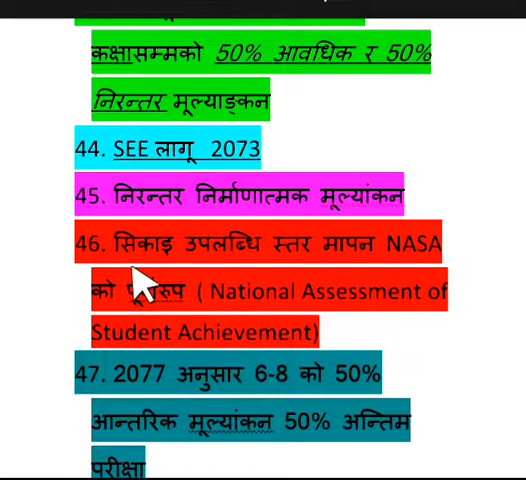 कक्षासम्मको 50% आवधिक र 50%
निरन्तर मूल्याङ्कन
44. SEE लागू 2073
45. निरन्तर निर्माणात्मक मूल्यांकन
46. सिकाइ उपलब्धि स्तर मापन NASA
को ( National Assessment of
Student Achievement)
47. 2077 अनुसार 6-8 को 50%
आन्तरिक मूल्यांकन 50% अन्तिम
परीक्षा